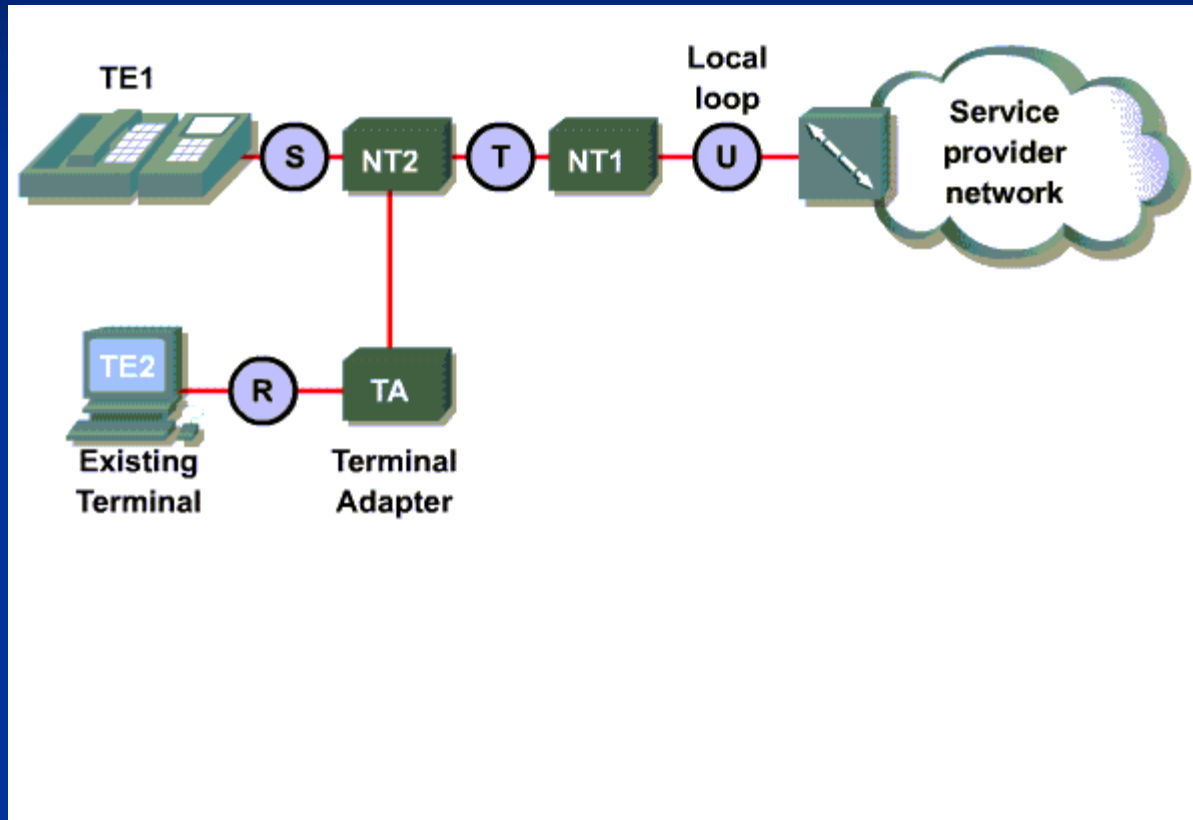 TE1
S
NT2
T
NT1
Local
loop
U
Service
provider
network
TE2
R
TA
Existing
Terminal
Terminal
Adapter